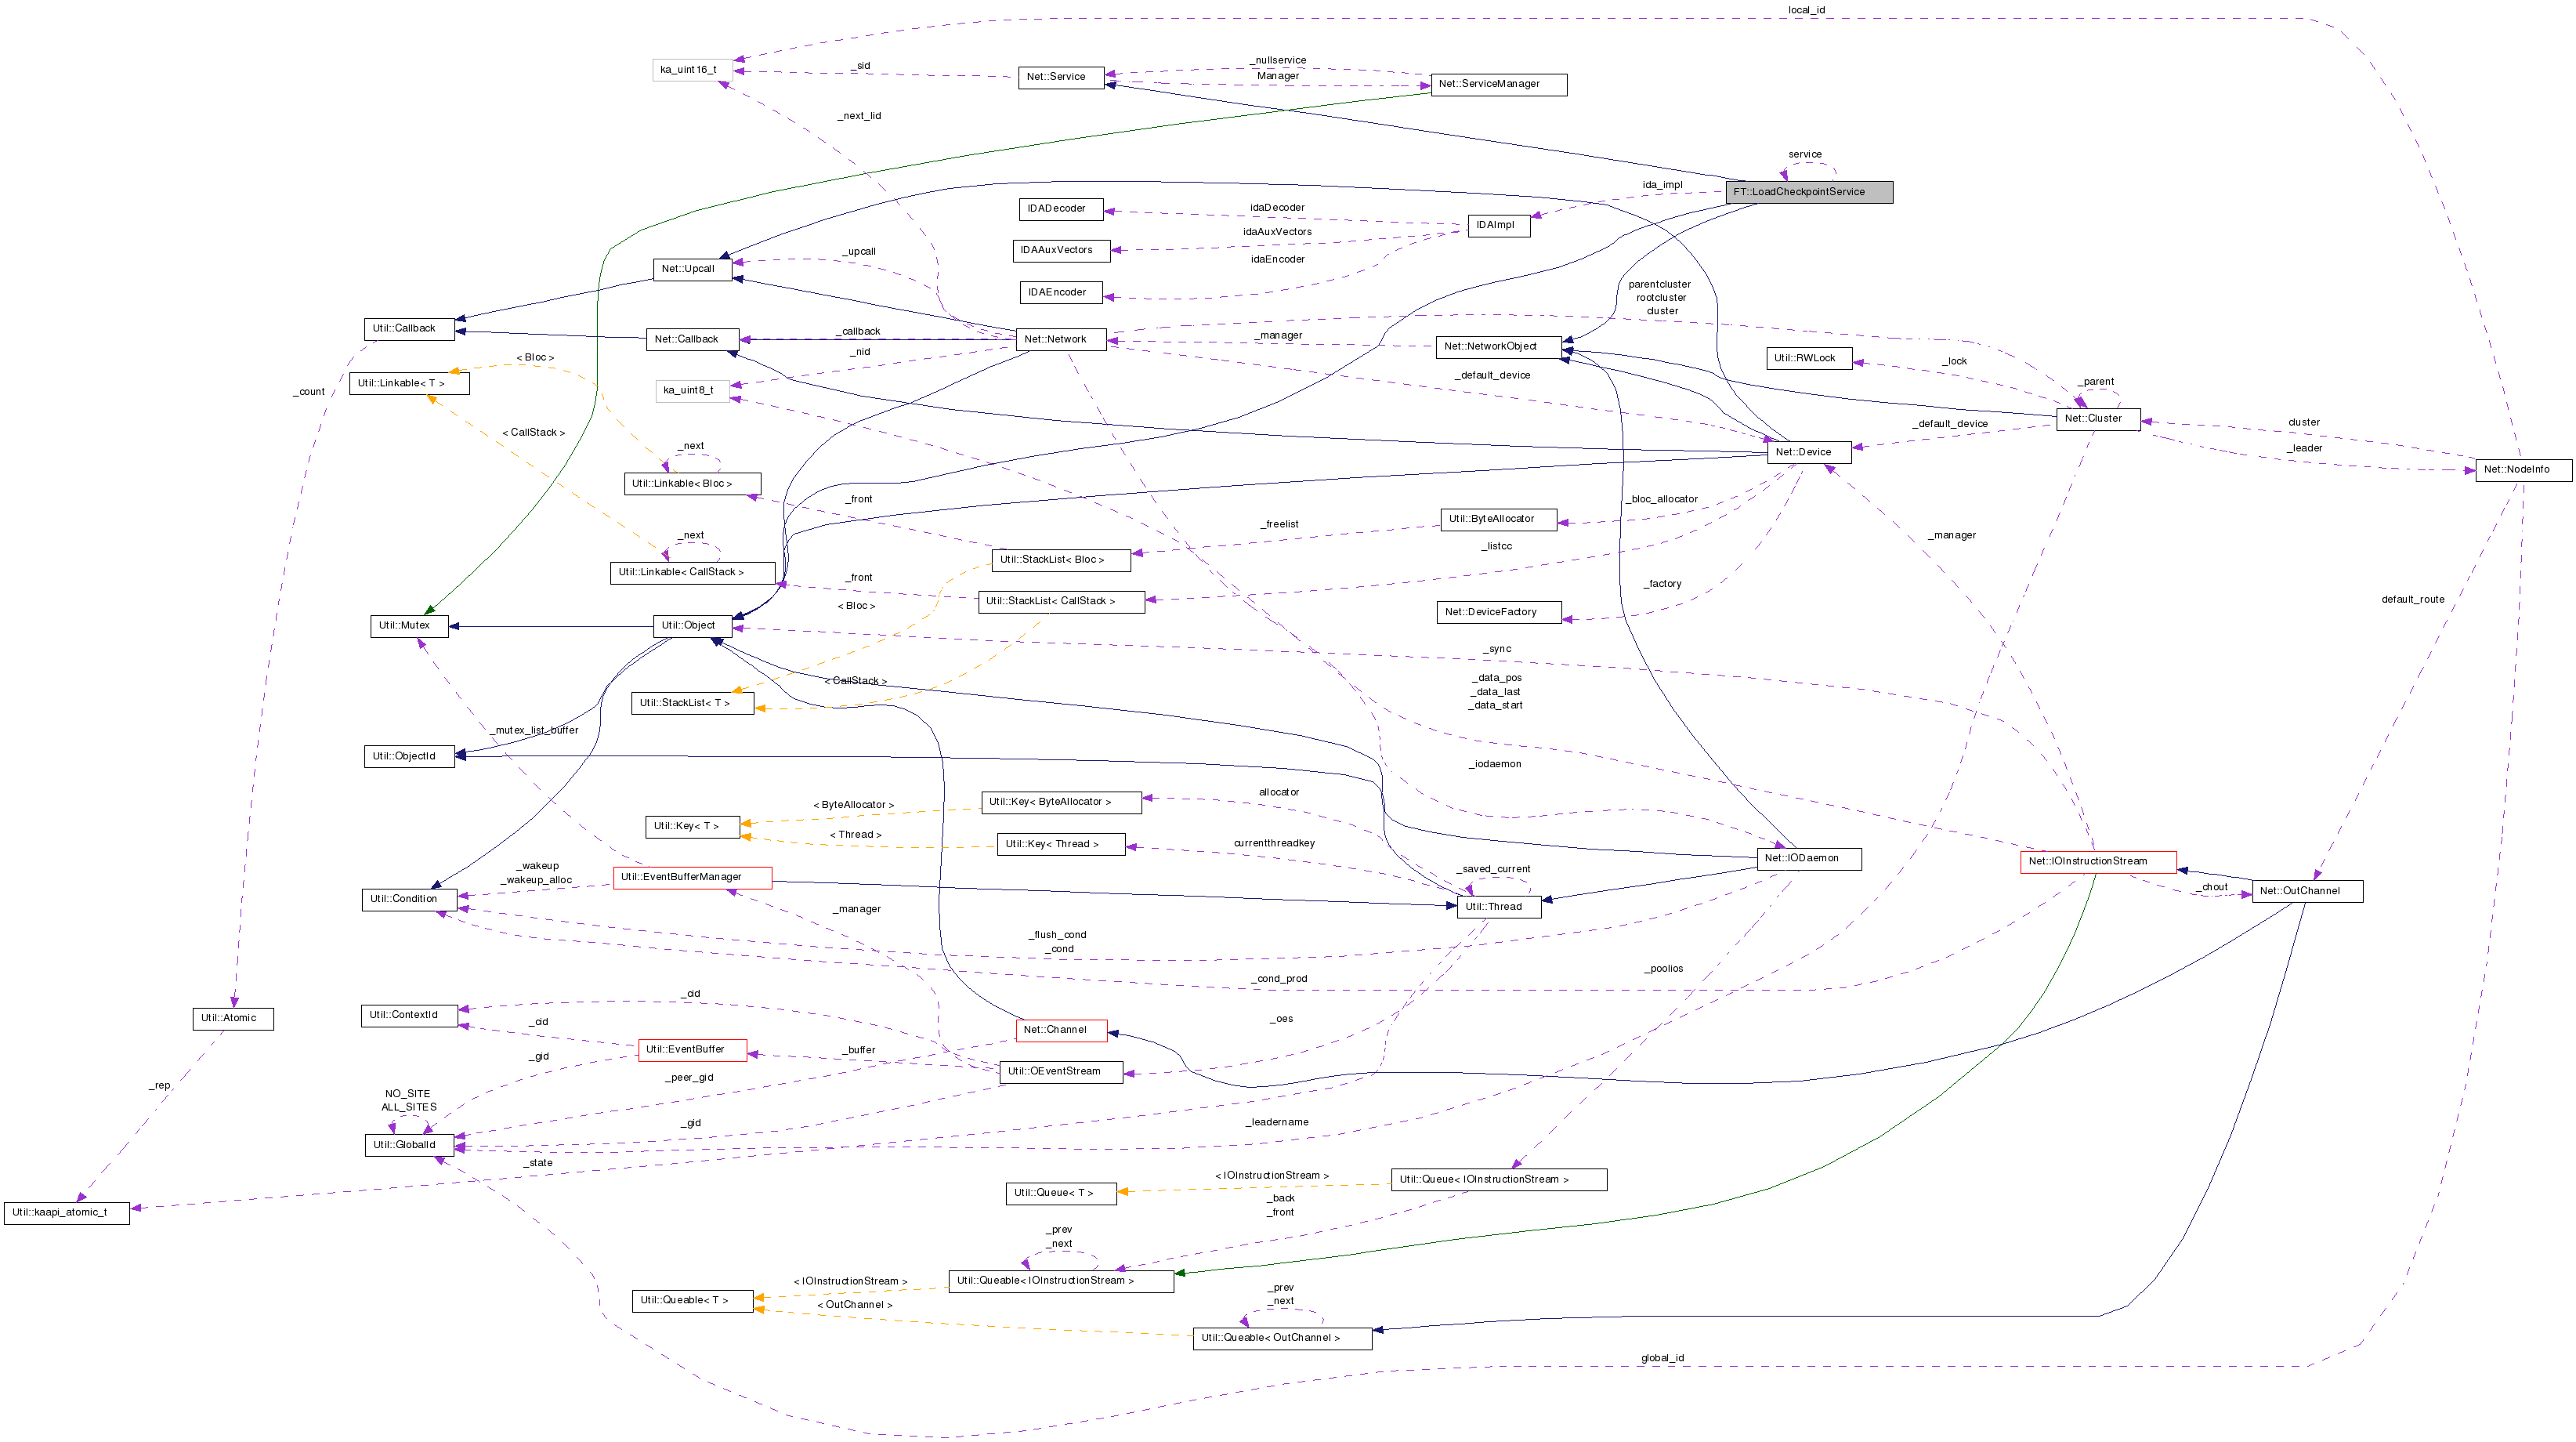 local_id
_nullservice
ka_uint16_t
_sid
Net::Service
Manager
Net::ServiceManager
_next_lid
service
ida_impl
FT::LoadCheckpointService
IDADecoder
idaDecoder
IDAImpl
idaAuxVectors
IDAAuxVectors
_upcall
idaEncoder
Net::Upcall
IDAEncoder
parentcluster
rootcluster
cluster
Util::Callback
_callback
_manager
Net::Callback
Net::Network
Net::NetworkObject
_nid
Util::RWLock
_lock
< Bloc >
_default_device
_parent
Util::Linkable< T >
ka_uint8_t
_count
Net::Cluster
cluster
_default_device
< CallStack >
_next
_leader
Net::Device
Net::NodeInfo
Util::Linkable< Bloc >
_front
_bloc_allocator
_freelist
Util::ByteAllocator
_next
_manager
_listcc
Util::StackList< Bloc >
Util::Linkable< CallStack >
_front
_factory
< Bloc >
Util::StackList< CallStack >
default_route
Net::DeviceFactory
Util::Mutex
Util::Object
_sync
< CallStack >
_data_pos
_data_last
_data_start
Util::StackList< T >
_mutex_list_buffer
Util::ObjectId
_iodaemon
allocator
Util::Key< ByteAllocator >
< ByteAllocator >
Util::Key< T >
< Thread >
Util::Key< Thread >
currentthreadkey
Net::IODaemon
Net::IOInstructionStream
_wakeup
_wakeup_alloc
Util::EventBufferManager
_saved_current
_chout
Net::OutChannel
Util::Condition
_manager
Util::Thread
_flush_cond
_cond
_poolios
_cond_prod
_cid
Util::Atomic
Util::ContextId
_cid
Net::Channel
_oes
_gid
Util::EventBuffer
_buffer
Util::OEventStream
_rep
_peer_gid
NO_SITE
ALL_SITES
_gid
_leadername
Util::GlobalId
_state
< IOInstructionStream >
Util::Queue< T >
Util::Queue< IOInstructionStream >
_back
_front
Util::kaapi_atomic_t
_prev
_next
< IOInstructionStream >
Util::Queable< IOInstructionStream >
_prev
_next
Util::Queable< T >
< OutChannel >
Util::Queable< OutChannel >
global_id